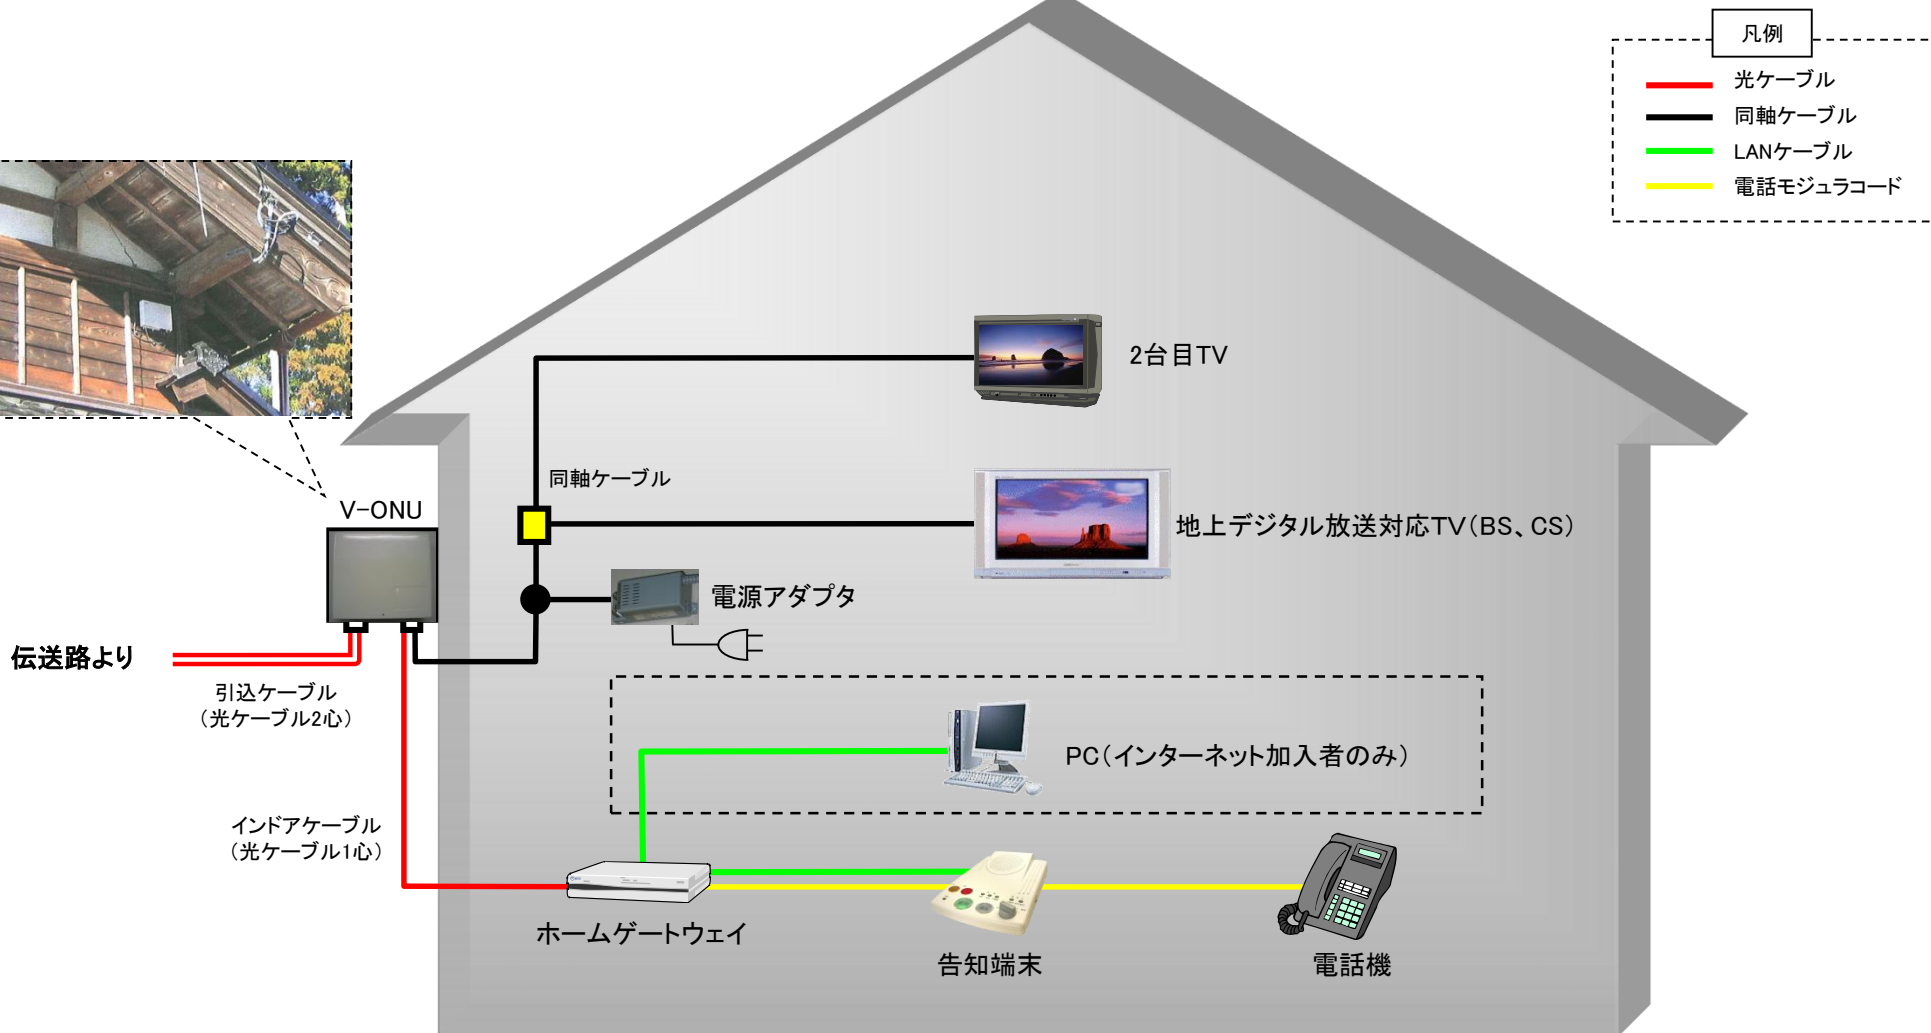 凡例
光ケーブル
同軸ケーブル
LANケーブル
電話モジュラコード
2台目TV
同軸ケーブル
V-ONU
地上デジタル放送対応TV(BS、CS)
電源アダプタ
伝送路より
引込ケーブル
(光ケーブル2心)
PC(インターネット加入者のみ)
インドアケーブル
(光ケーブル1心)
ホームゲートウェイ
告知端末
電話機